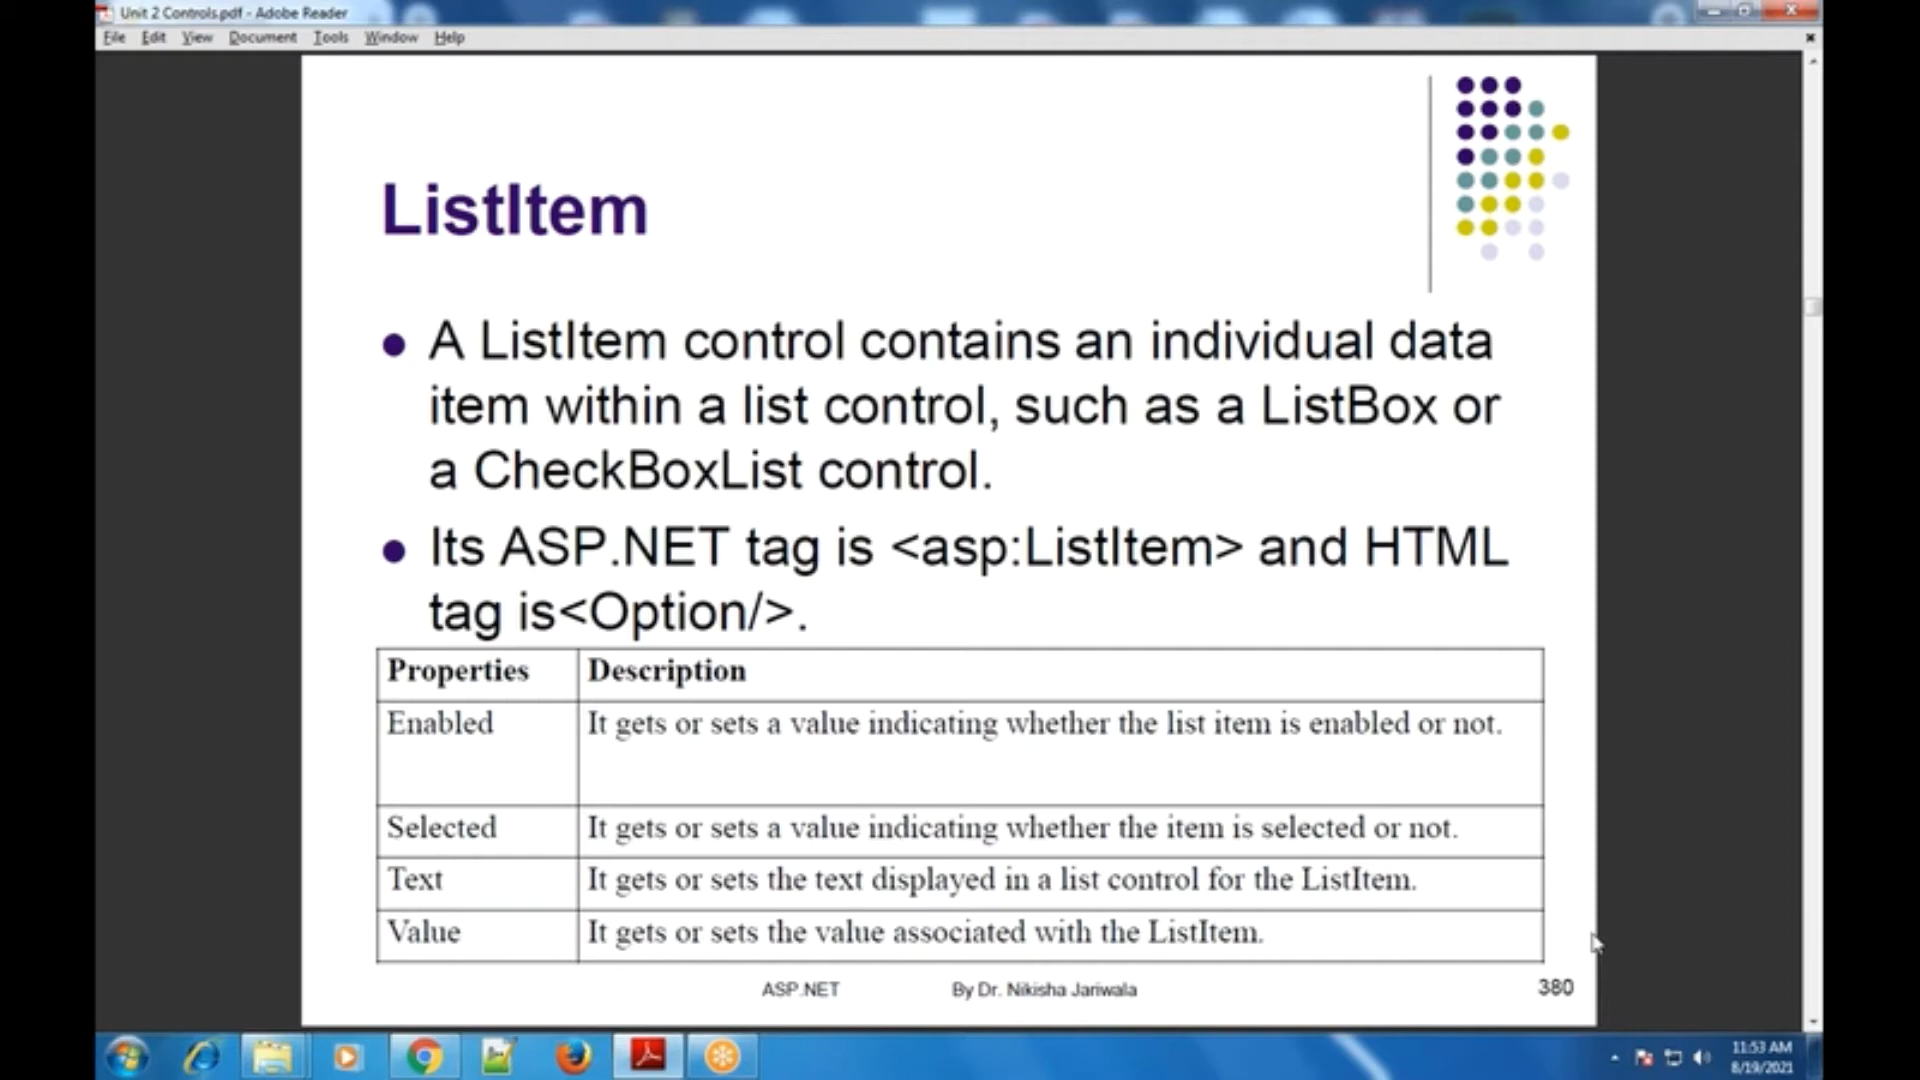 Unit 2 Controls.pdf - Adobe Reader
File Edit View Document Tools Window Help
ListItem
A ListItem control contains an individual data
item within a list control, such as a ListBox or
a CheckBoxList control.
Its ASP.NET tag is <asp:ListItem> and HTML
tag is<Option/>.
Properties Description
Enabled It gets or sets a value indicating whether the list item is enabled or not.
Selected It gets or sets a value indicating whether the item is selected or not.
Text It gets or sets the text displayed in a list control for the ListItem.
Value It gets or sets the value associated with the ListItem.
ASP.NET By Dr. Nikisha Jariwala 380
11:53 AM
8/19/2021